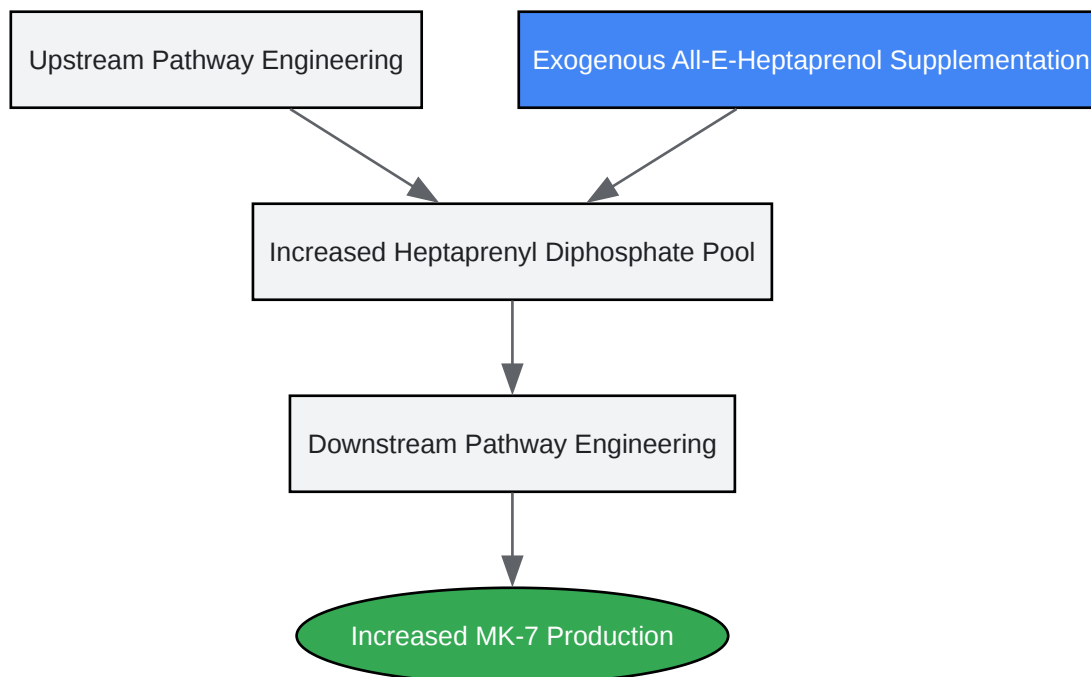 Upstream Pathway Engineering
Exogenous All-E-Heptaprenol Supplementation
Increased Heptaprenyl Diphosphate Pool
Downstream Pathway Engineering
Increased MK-7 Production